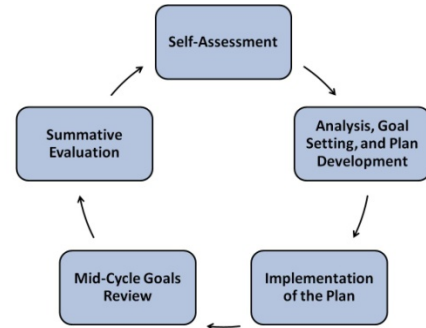 Self-Assessment
Analysis, Goal
Setting, and Plan
Development
Implementation
of the Plan
Mid-Cycle Goals
Review
Summative
Evaluation